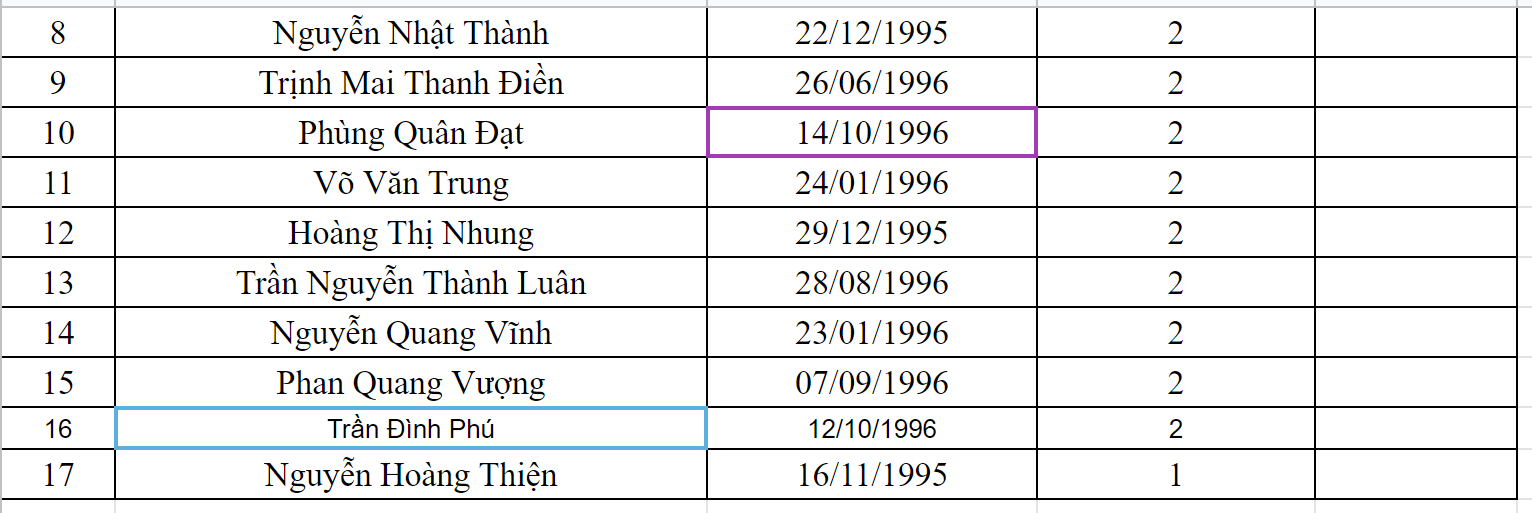 8 Nguyễn Nhật Thành 22/12/1995 2
9 Trịnh Mai Thanh Điền 26/06/1996 2
10 Phùng Quân Đạt 14/10/1996 2
11 Võ Văn Trung 24/01/1996 2
12 Hoàng Thị Nhung 29/12/1995 2
13 Trần Nguyễn Thành Luân 28/08/1996 2
14 Nguyễn Quang Vĩnh 23/01/1996 2
15 Phan Quang Vượng 07/09/1996 2
16 Trần Đình Phú 12/10/1996 2
17 Nguyễn Hoàng Thiện 16/11/1995 1